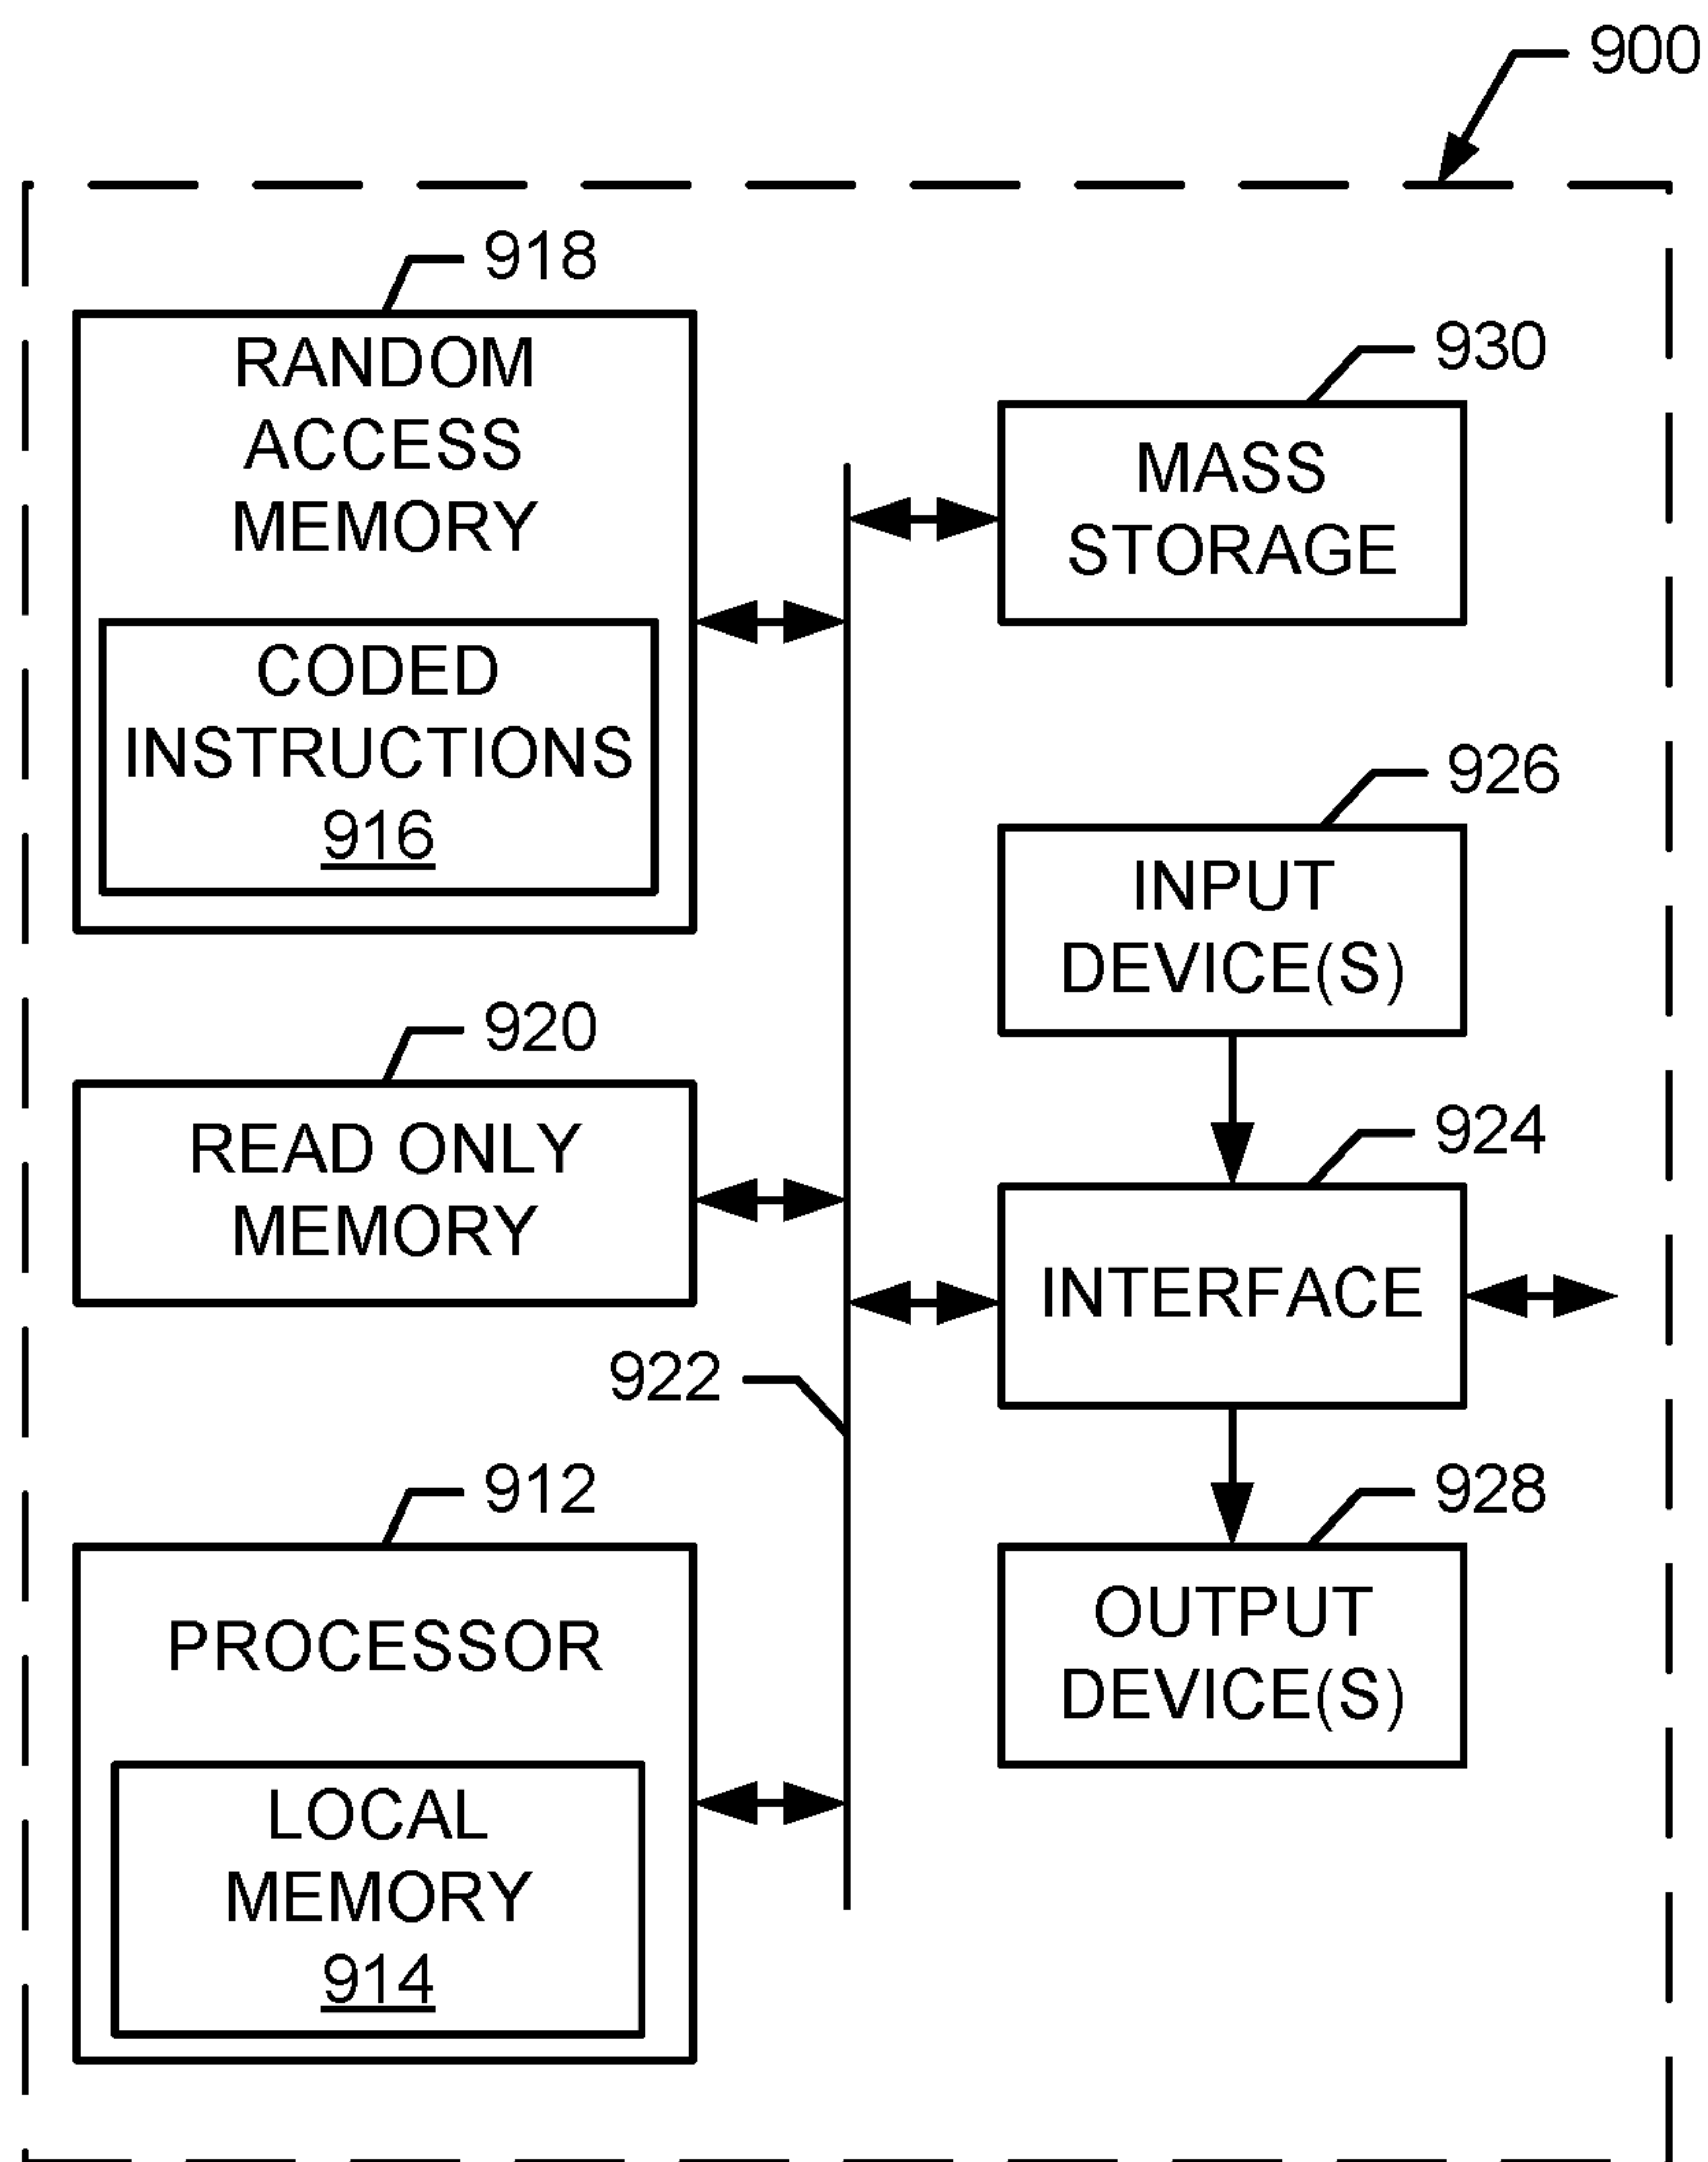 900
918
RANDOM
ACCESS
MEMORY
CODED
INSTRUCTIONS
916
930
MASS
STORAGE
926
INPUT
DEVICE(S)
920
READ ONLY
MEMORY
924
INTERFACE
922
912
PROCESSOR
LOCAL
MEMORY
914
928
OUTPUT
DEVICE(S)